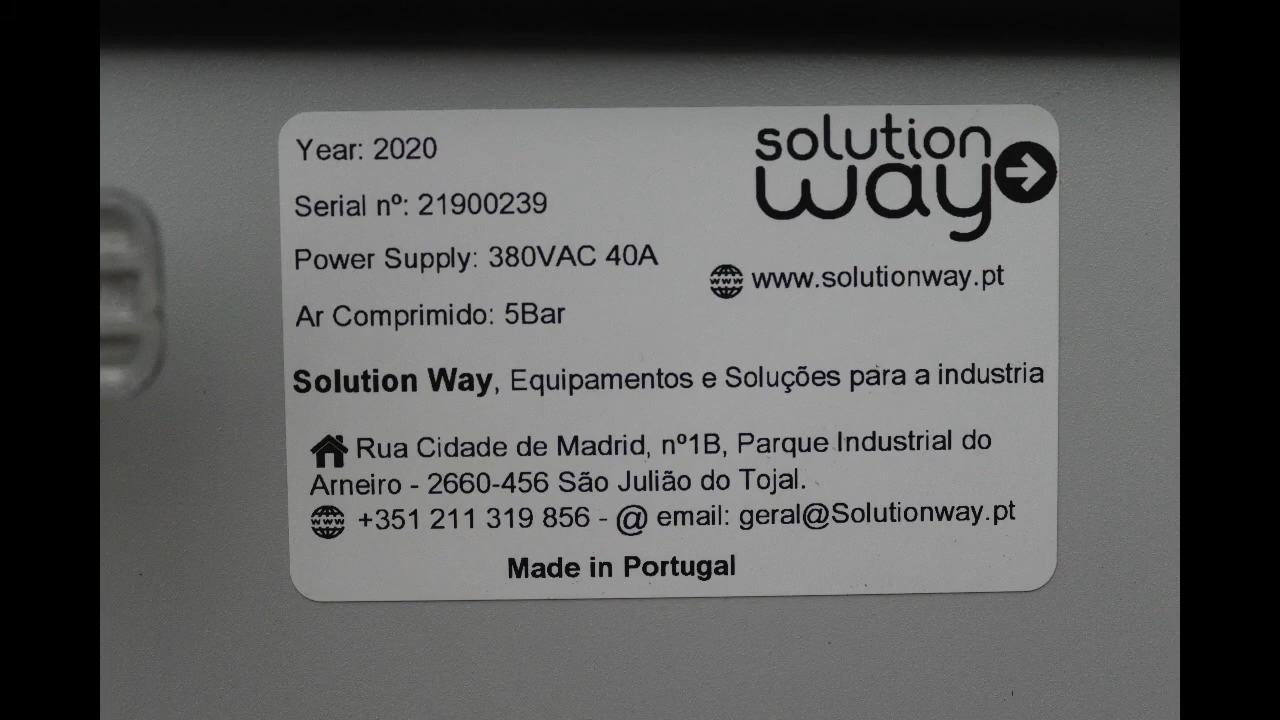 Year: 2020
Serial nº: 21900239
Power Supply: 380VAC 40A
Ar Comprimido: 5Bar
solution
way
www
www.solutionway.pt
Solution Way, Equipamentos e Soluções para a industria
Rua Cidade de Madrid, nº1B, Parque Industrial do
Arneiro - 2660-456 São Julião do Tojal.
www +351 211 319 856 - @ email: geral@Solutionway.pt
Made in Portugal